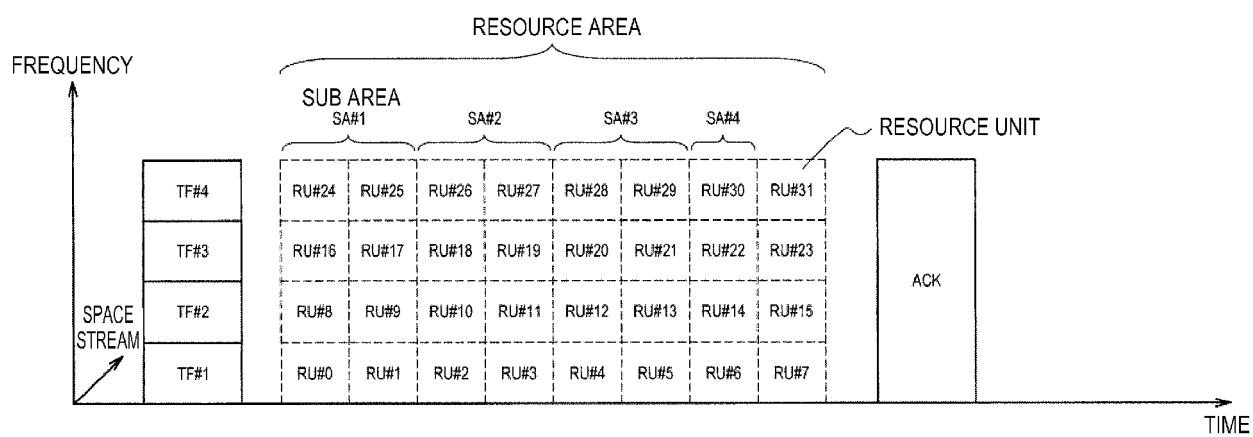 RESOURCE AREA
FREQUENCY
SUB AREA
SA#1 SA#2 SA#3 SA#4
RESOURCE UNIT
TF#4 RU#24 RU#25 RU#26 RU#27 RU#28 RU#29 RU#30 RU#31
TF#3 RU#16 RU#17 RU#18 RU#19 RU#20 RU#21 RU#22 RU#23
ACK
TF#2 RU#8 RU#9 RU#10 RU#11 RU#12 RU#13 RU#14 RU#15
SPACE
STREAM
TF#1 RU#0 RU#1 RU#2 RU#3 RU#4 RU#5 RU#6 RU#7
TIME